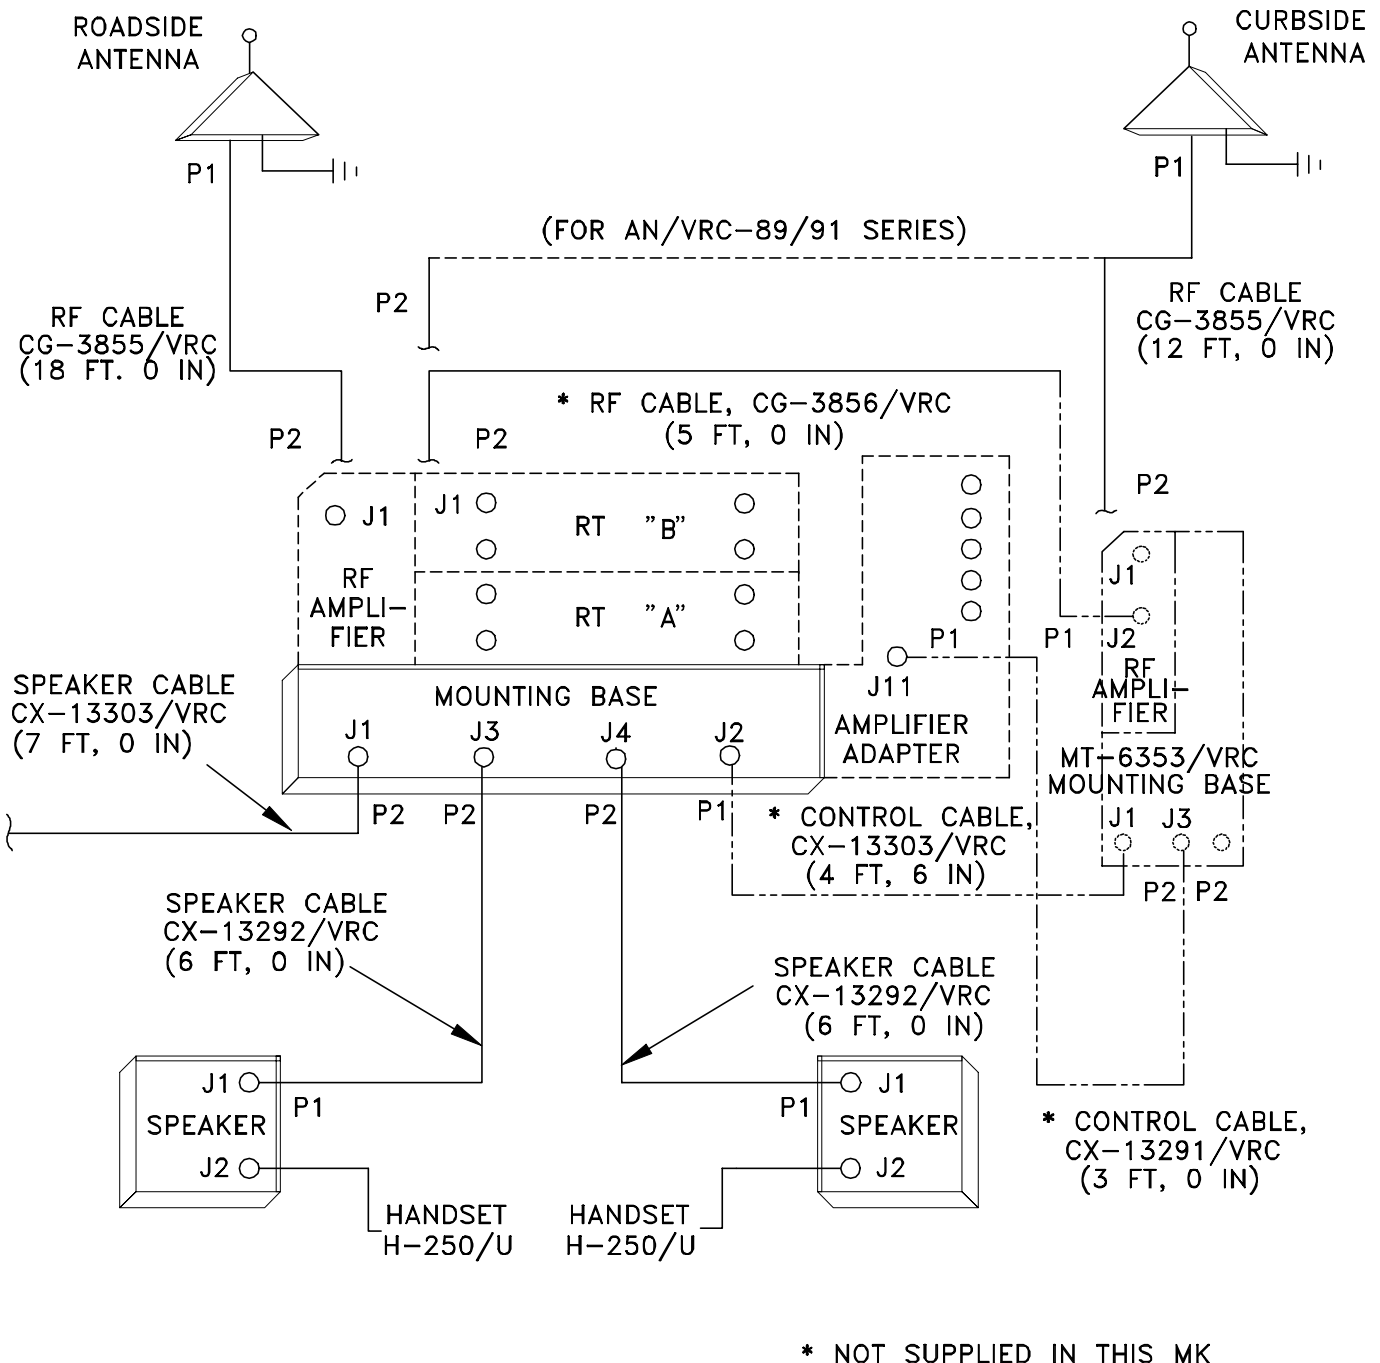 ROADSIDE
ANTENNA
CURBSIDE
ANTENNA
P1
P1
(FOR AN/VRC-89/91 SERIES)
P2
RF CABLE
CG-3855/VRC
(18 FT. 0 IN)
RF CABLE
CG-3855/VRC
(12 FT, 0 IN)
* RF CABLE, CG-3856/VRC
(5 FT, 0 IN)
P2
P2
P2
J1
J1
RT "B"
RF
AMPLI-
FIER
RT "A"
J1
J2
P1
P1
RF
AMPLI-
FIER
J11
AMPLIFIER
ADAPTER
SPEAKER CABLE
CX-13303/VRC
(7 FT, 0 IN)
MOUNTING BASE
J1
J3
J4
J2
MT-6353/VRC
MOUNTING BASE
J1
J3
P2
P2
P2
P1
* CONTROL CABLE,
CX-13303/VRC
(4 FT, 6 IN)
P2
P2
SPEAKER CABLE
CX-13292/VRC
(6 FT, 0 IN)
SPEAKER CABLE
CX-13292/VRC
(6 FT, 0 IN)
J1
P1
SPEAKER
J2
P1
J1
SPEAKER
J2
* CONTROL CABLE,
CX-13291/VRC
(3 FT, 0 IN)
HANDSET
H-250/U
HANDSET
H-250/U
* NOT SUPPLIED IN THIS MK